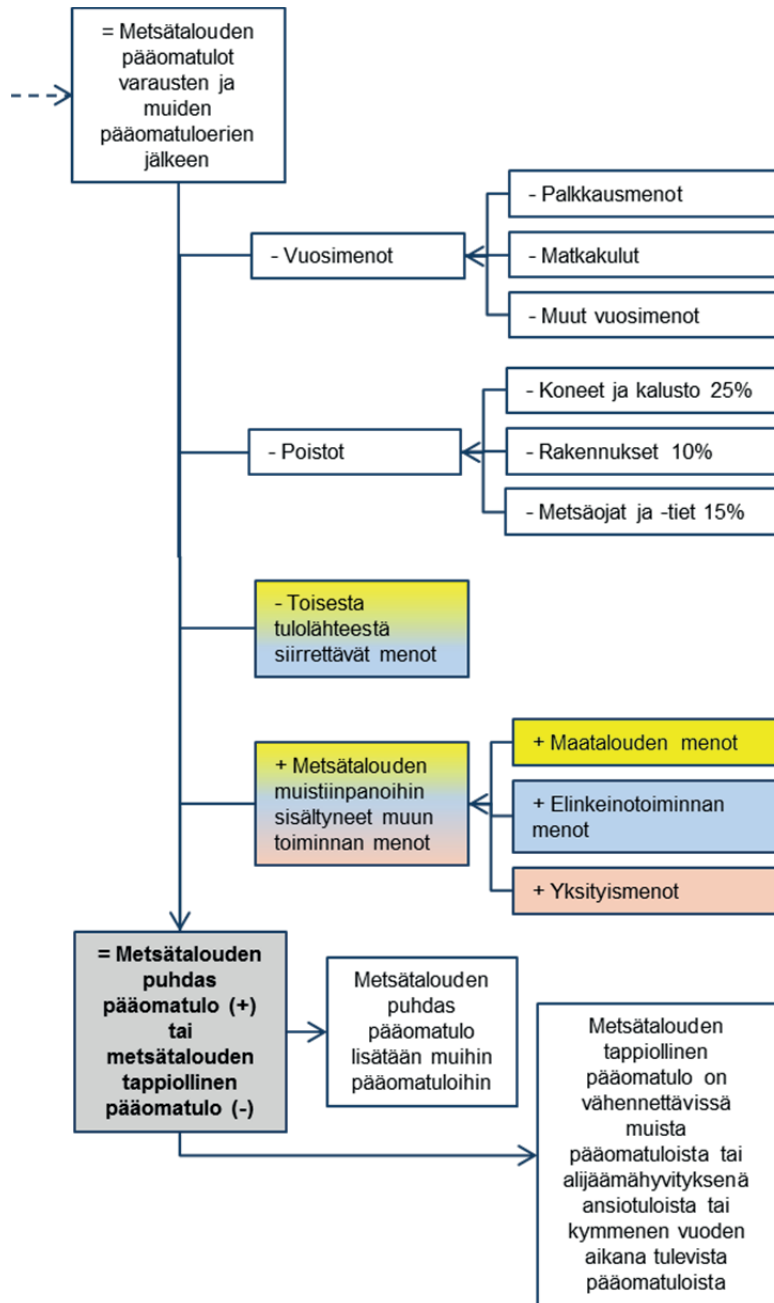 = Metsätalouden
pääomatulot
varausten ja
muiden
pääomatuloerien
jälkeen
- Vuosimenot
- Palkkausmenot
- Matkakulut
- Muut vuosimenot
- Poistot
- Koneet ja kalusto 25%
- Rakennukset 10%
- Metsäojat ja -tiet 15%
- Toisesta
tulolähteestä
siirrettävät menot
+ Metsätalouden
muistiinpanoihin
sisältyneet muun
toiminnan menot
+ Maatalouden menot
+ Elinkeinotoiminnan
menot
+ Yksityismenot
= Metsätalouden
puhdas
pääomatulo (+)
tai
metsätalouden
tappiollinen
pääomatulo (-)
Metsätalouden
puhdas
pääomatulo
lisätään muihin
pääomatuloihin
Metsätalouden
tappiollinen
pääomatulo on
vähennettävissä
muista
pääomatuloista tai
alijäämähyvityksenä
ansiotuloista tai
kymmenen vuoden
aikana tulevista
pääomatuloista